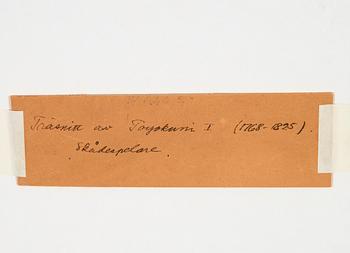 Träsnitt av Toyokuni I (1768-1825).
Skådespelare.